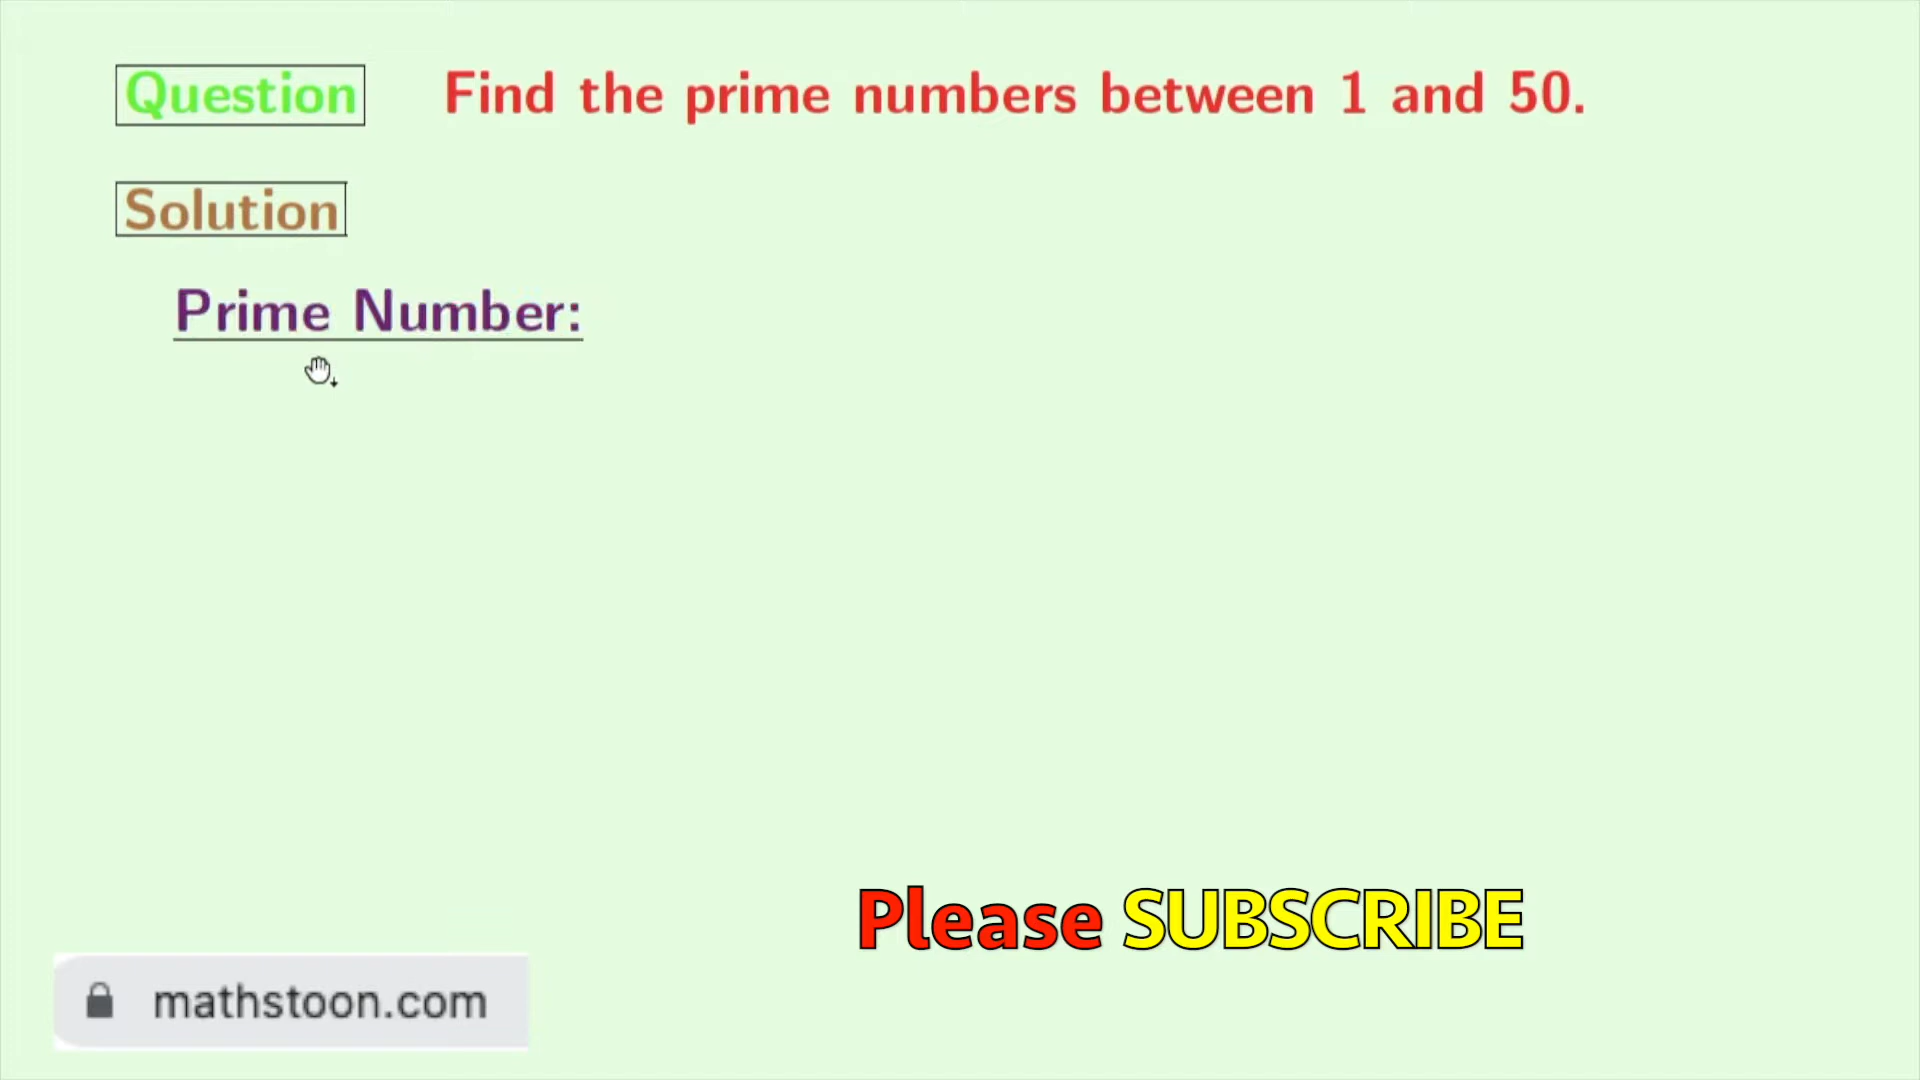 Question Find the prime numbers between 1 and 50.
Solution
Prime Number:
Please SUBSCRIBE
mathstoon.com